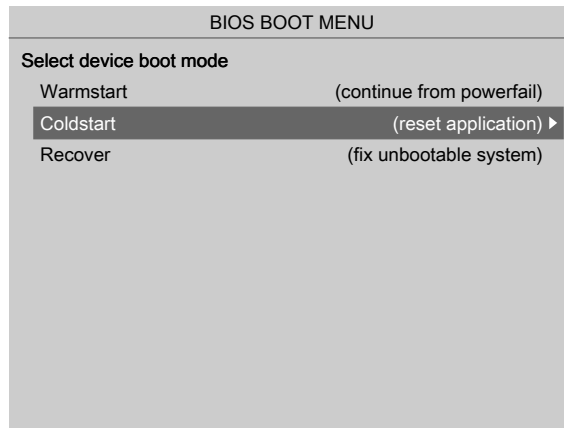 BIOS BOOT MENU
Select device boot mode
Warmstart (continue from powerfail)
Coldstart (reset application)
Recover (fix unbootable system)